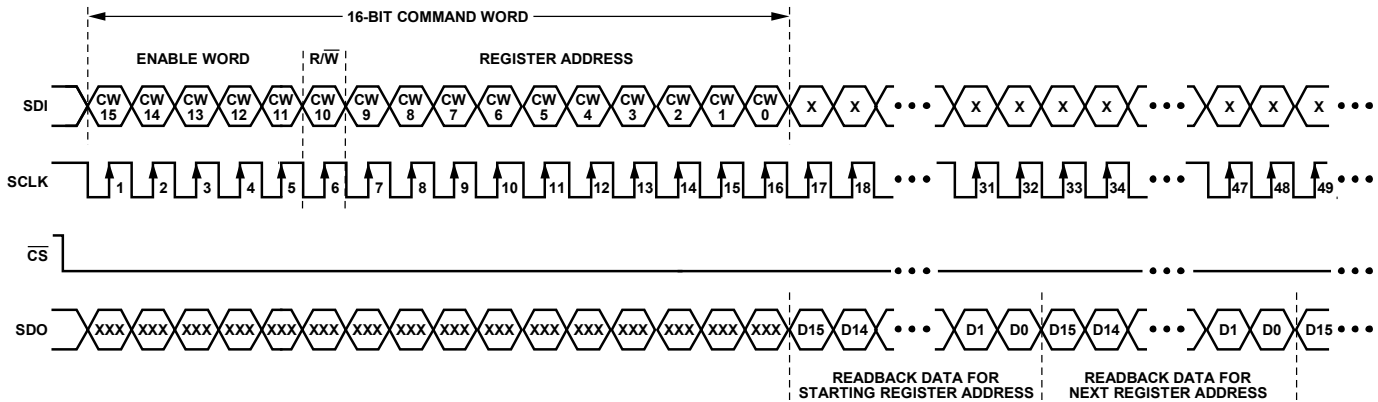 16-BIT COMMAND WORD
ENABLE WORD R/W̅ REGISTER ADDRESS
SDI CW 15 CW 14 CW 13 CW 12 CW 11 CW 10 CW 9 CW 8 CW 7 CW 6 CW 5 CW 4 CW 3 CW 2 CW 1 CW 0 X X ••• X X X X ••• X X X •••
SCLK 1 2 3 4 5 6 7 8 9 10 11 12 13 14 15 16 17 18 ••• 31 32 33 34 ••• 47 48 49 •••
C̅S̅ ••• ••• •••
SDO XXX XXX XXX XXX XXX XXX XXX XXX XXX XXX XXX XXX XXX XXX XXX XXX D15 D14 ••• D1 D0 D15 D14 ••• D1 D0 D15 •••
READBACK DATA FOR
STARTING REGISTER ADDRESS
READBACK DATA FOR
NEXT REGISTER ADDRESS